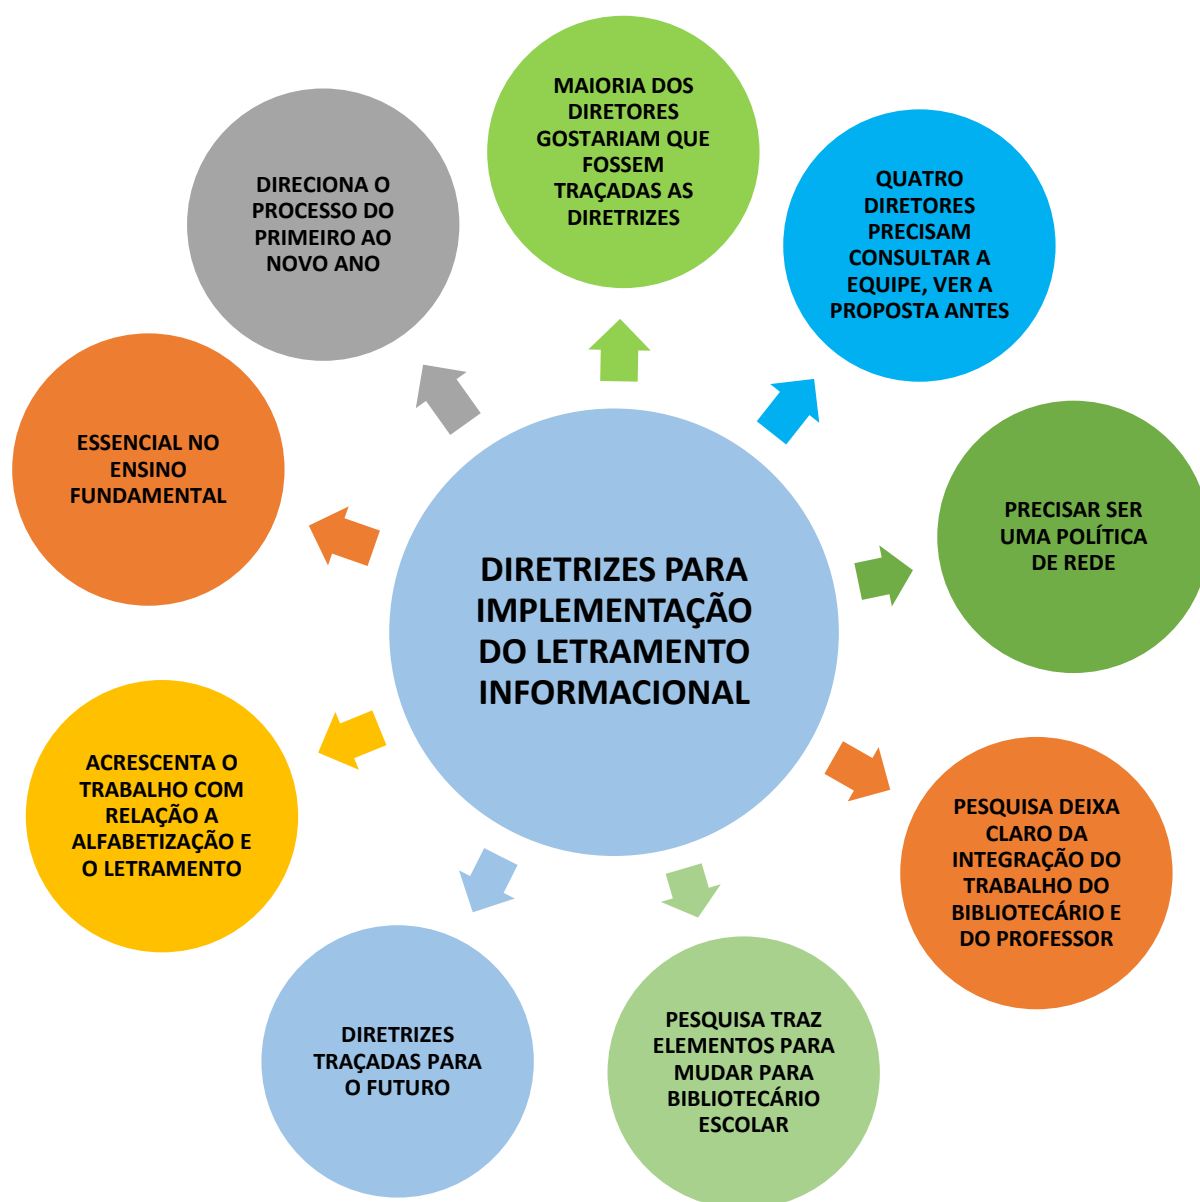 MAIORIA DOS
DIRETORES
GOSTARIAM QUE
FOSSEM
TRAÇADAS AS
DIRETRIZES
QUATRO
DIRETORES
PRECISAM
CONSULTAR A
EQUIPE, VER A
PROPOSTA ANTES
PRECISAR SER
UMA POLÍTICA
DE REDE
PESQUISA DEIXA
CLARO DA
INTEGRAÇÃO DO
TRABALHO DO
BIBLIOTECÁRIO E
DO PROFESSOR
PESQUISA TRAZ
ELEMENTOS PARA
MUDAR PARA
BIBLIOTECÁRIO
ESCOLAR
DIRETRIZES
TRAÇADAS PARA
O FUTURO
ACRESCENTA O
TRABALHO COM
RELAÇÃO A
ALFABETIZAÇÃO E
O LETRAMENTO
ESSENCIAL NO
ENSINO
FUNDAMENTAL
DIRECIONA O
PROCESSO DO
PRIMEIRO AO
NOVO ANO
DIRETRIZES PARA
IMPLEMENTAÇÃO
DO LETRAMENTO
INFORMACIONAL